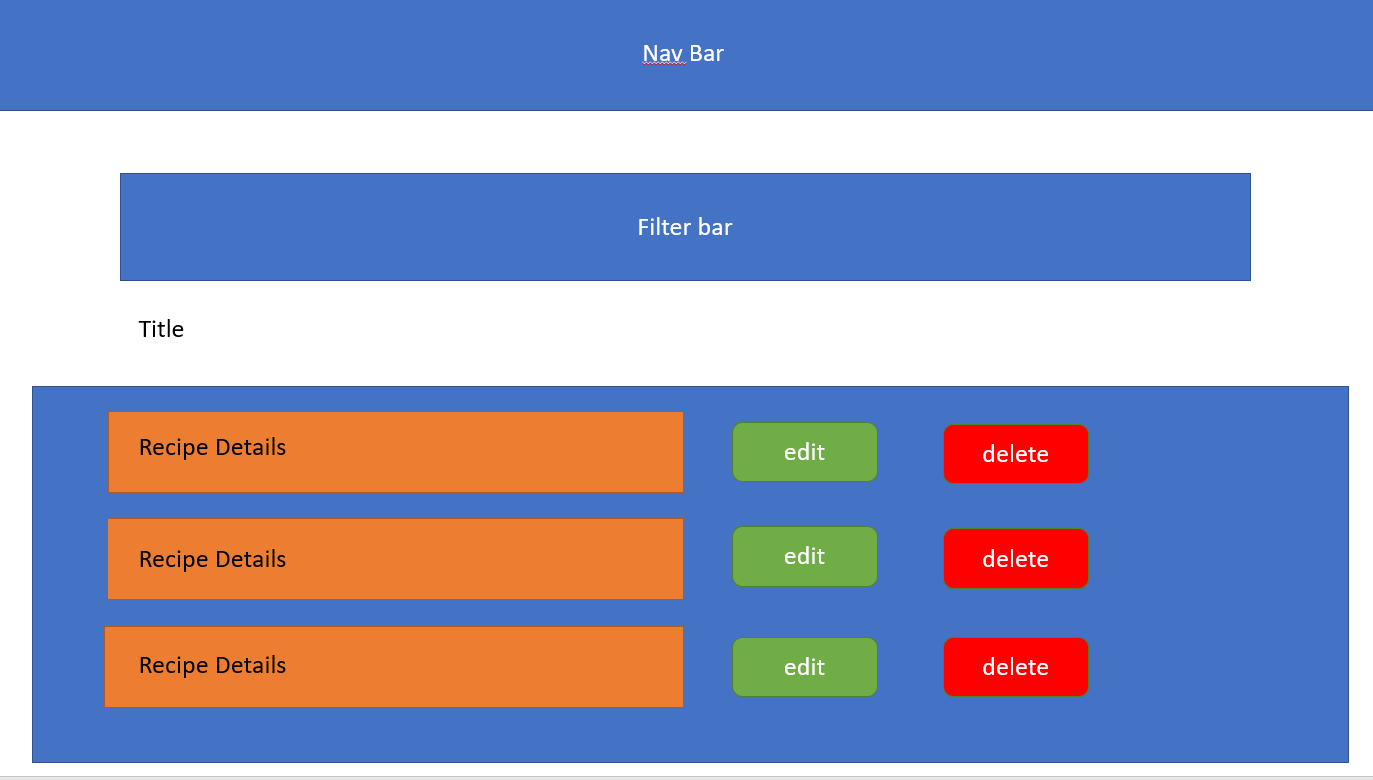 Nav Bar
Filter bar
Title
Recipe Details
edit
delete
Recipe Details
edit
delete
Recipe Details
edit
delete